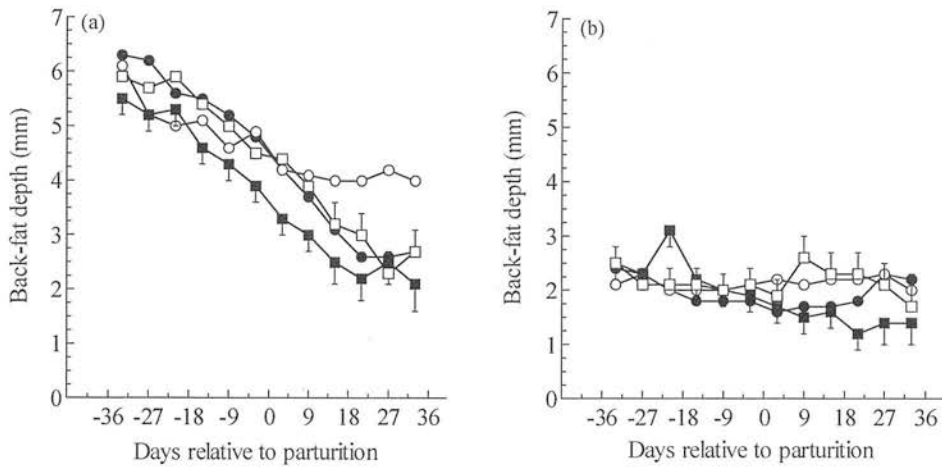 (a)
Back-fat depth (mm)
7
6
5
4
3
2
1
0
-36 -27 -18 -9 0 9 18 27 36
Days relative to parturition
(b)
Back-fat depth (mm)
7
6
5
4
3
2
1
0
-36 -27 -18 -9 0 9 18 27 36
Days relative to parturition